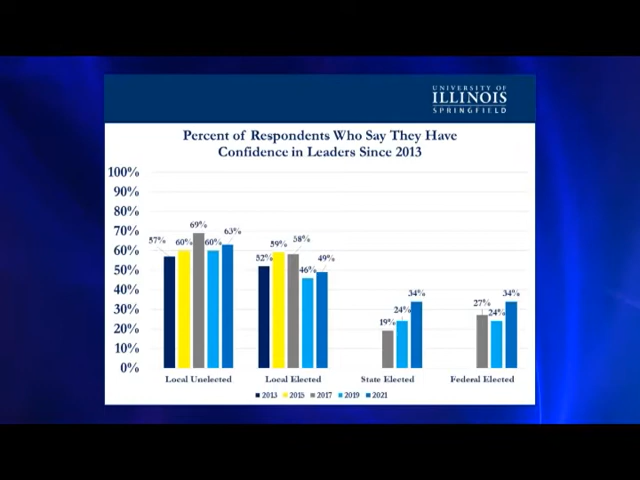 UNIVERSITY OF
ILLINOIS
SPRINGFIELD
Percent of Respondents Who Say They Have
Confidence in Leaders Since 2013
100%
90%
80%
70%
60%
50%
40%
30%
20%
10%
0%
57% 60% 69% 60% 63%
52% 59% 58% 46% 49%
19% 24% 34%
27% 24% 34%
Local Unelected Local Elected State Elected Federal Elected
2013 2015 2017 2019 2021